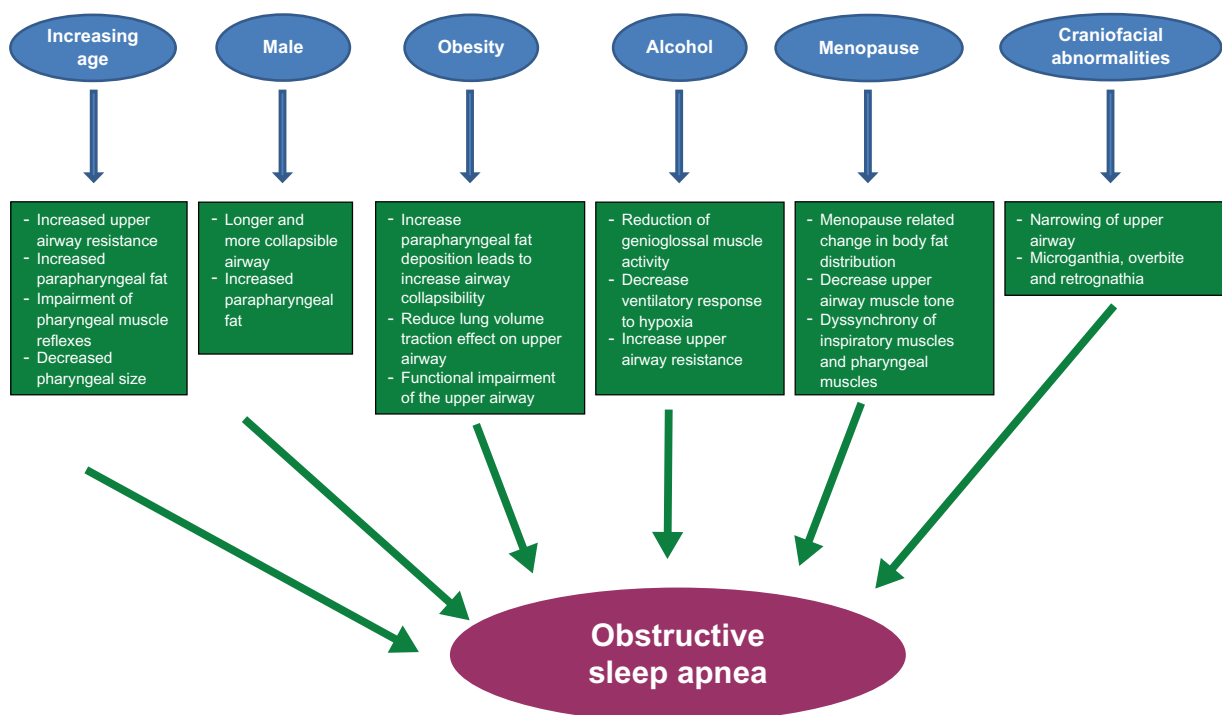 Increasing
age
Male
Obesity
Alcohol
Menopause
Craniofacial
abnormalities
- Increased upper
airway resistance
- Increased
parapharyngeal fat
- Impairment of
pharyngeal muscle
reflexes
- Decreased
pharyngeal size
- Longer and
more collapsible
airway
- Increased
parapharyngeal
fat
- Increase
parapharyngeal fat
deposition leads to
increase airway
collapsibility
- Reduce lung volume
traction effect on upper
airway
- Functional impairment
of the upper airway
- Reduction of
genioglossal muscle
activity
- Decrease
ventilatory response
to hypoxia
- Increase upper
airway resistance
- Menopause related
change in body fat
distribution
- Decrease upper
airway muscle tone
- Dyssynchrony of
inspiratory muscles
and pharyngeal
muscles
- Narrowing of upper
airway
- Microganthia, overbite
and retrognathia
Obstructive
sleep apnea